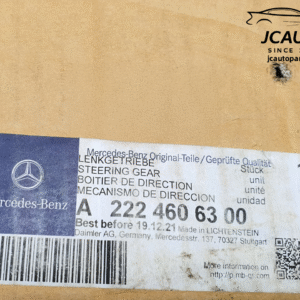 JCAU
SINCE
jcautopar
Mercedes-Benz Original-Teile/Geprüfte Qualität
LENKGETRIEBE
Stück
STEERING GEAR
unit
BOITIER DE DIRECTION
unité
MECANISMO DE DIRECCION
unidad
rcedes-Benz
A 222 460 63 00
Best before 19.12.21 Made in LICHTENSTEIN
Daimler AG, Germany, Mercedesstr. 137, 70327 Stuttgart
More information on